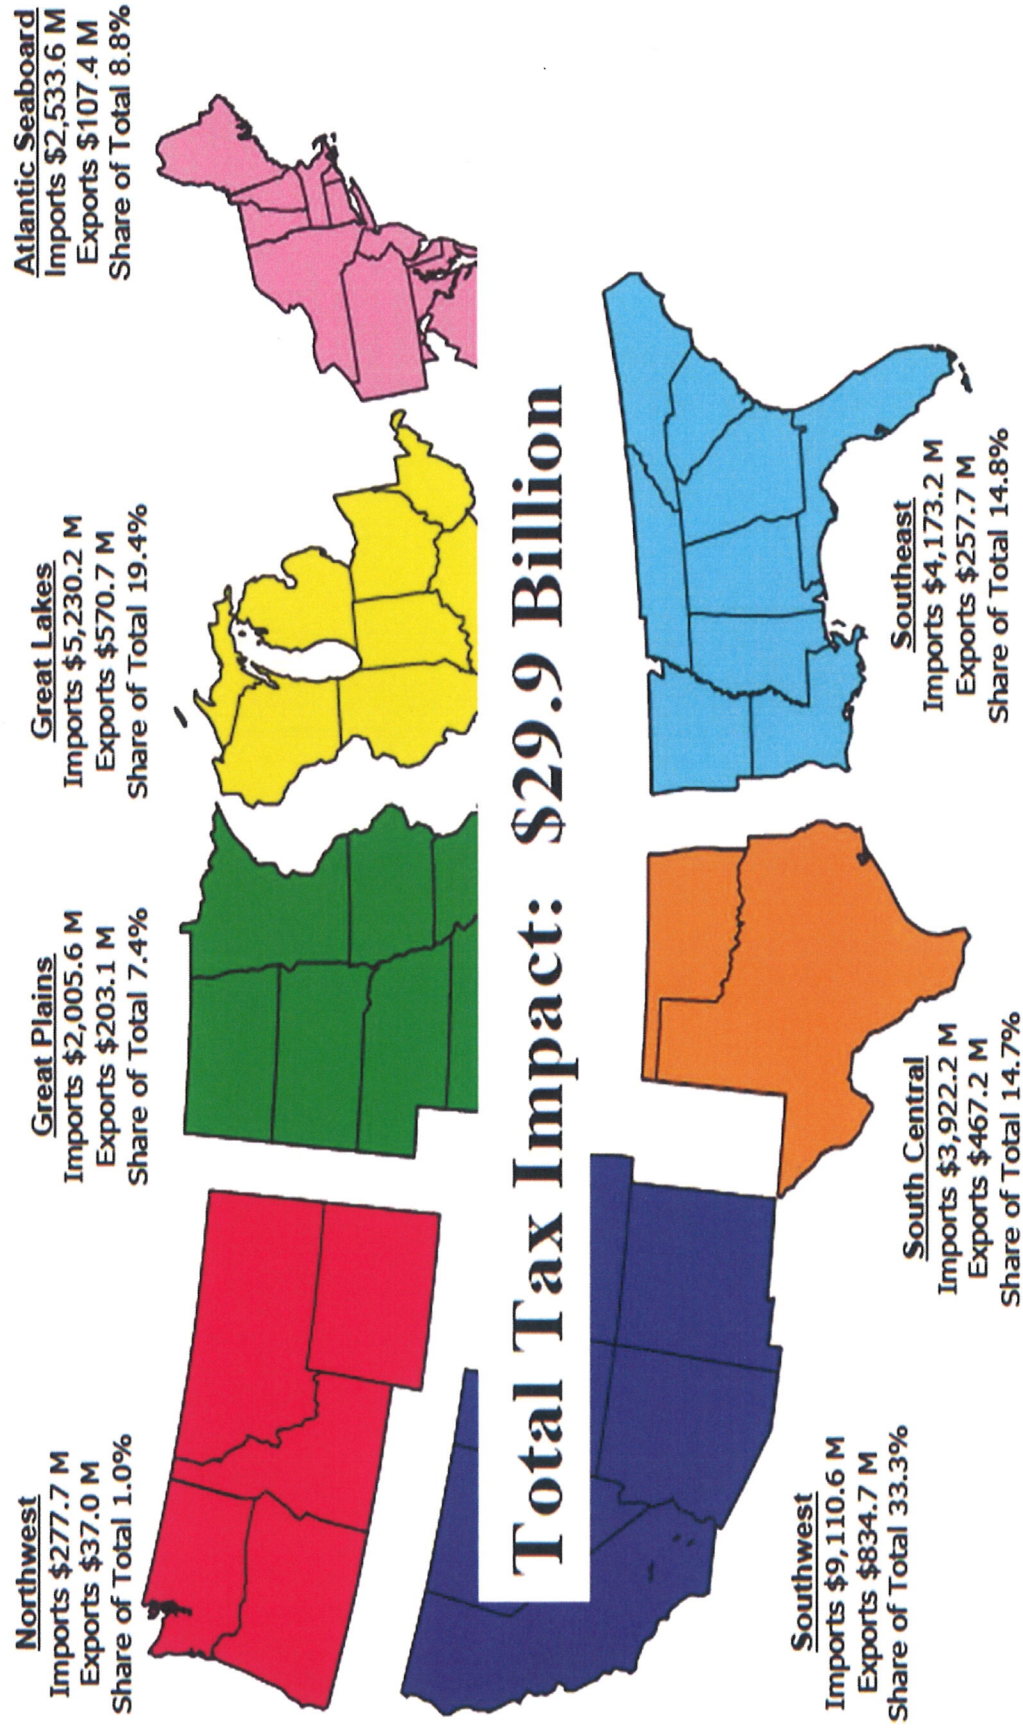 Northwest
Imports $277.7 M
Exports $37.0 M
Share of Total 1.0%
Great Plains
Imports $2,005.6 M
Exports $203.1 M
Share of Total 7.4%
Great Lakes
Imports $5,230.2 M
Exports $570.7 M
Share of Total 19.4%
Atlantic Seaboard
Imports $2,533.6 M
Exports $107.4 M
Share of Total 8.8%
Total Tax Impact: $29.9 Billion
Southwest
Imports $9,110.6 M
Exports $834.7 M
Share of Total 33.3%
South Central
Imports $3,922.2 M
Exports $467.2 M
Share of Total 14.7%
Southeast
Imports $4,173.2 M
Exports $257.7 M
Share of Total 14.8%